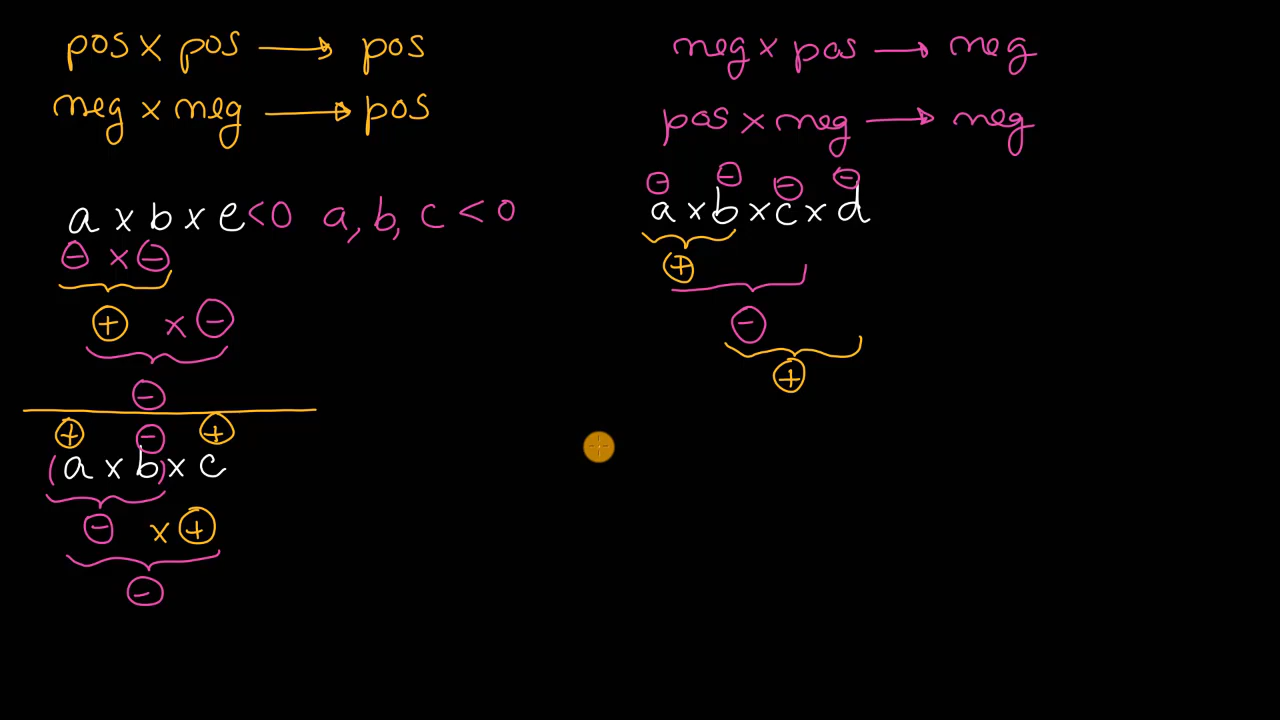 pos × pos → pos
neg × neg → pos
neg × pos → neg
pos × neg → neg
a × b × c < 0 a, b, c < 0
⊖ × ⊖
⊕ × ⊖
⊖
⊕ ⊖ ⊕
(a × b) × c
⊖ × ⊕
⊖
⊖ ⊖ ⊖ ⊖
a × b × c × d
⊕
⊖
⊕